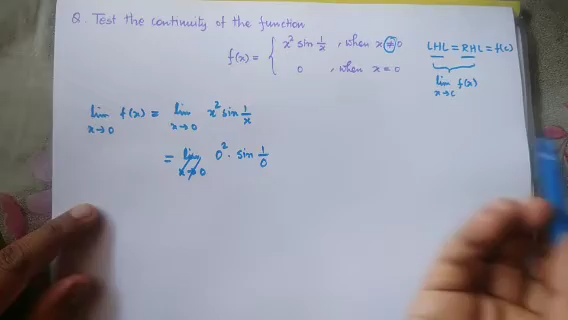 Q. Test the continuity of the function
f(x) = { x² sin 1/x , when x ≠ 0
0 , when x = 0
LHL = RHL = f(c)
lim x→c f(x)
lim x→0 f(x) = lim x→0 x² sin 1/x
= lim x→0 0² · sin 1/0